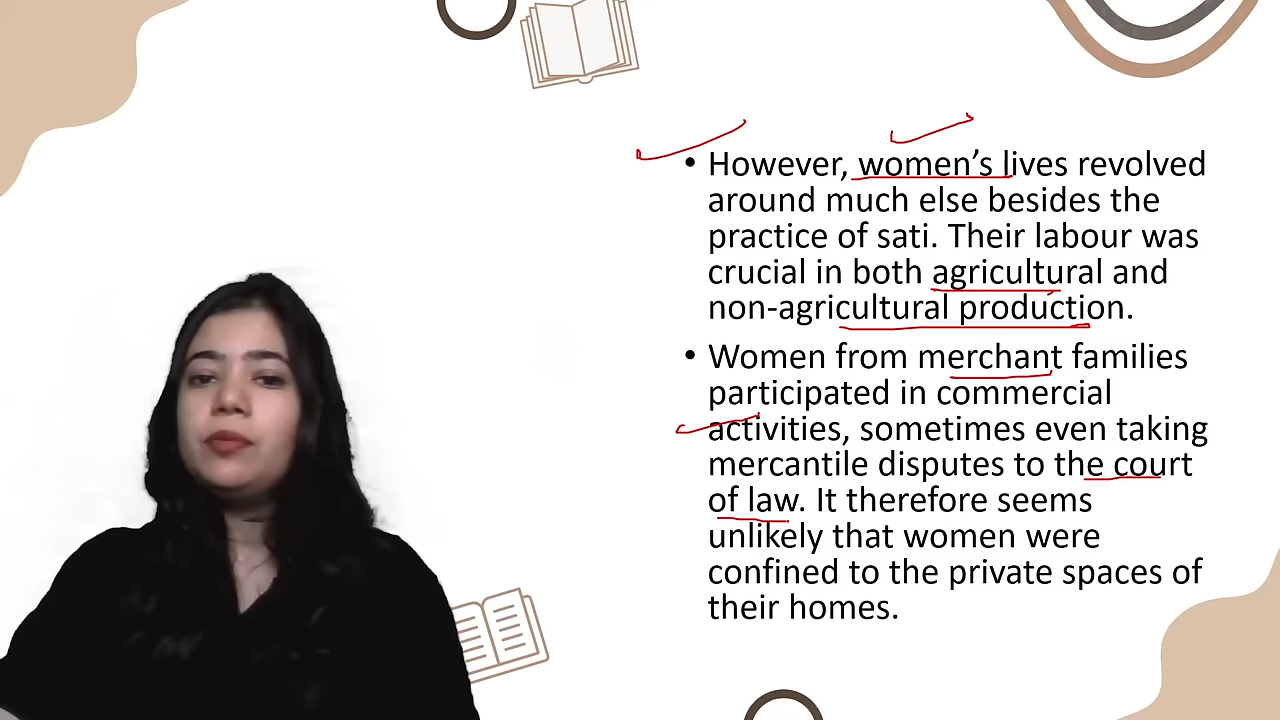 • However, women’s lives revolved
around much else besides the
practice of sati. Their labour was
crucial in both agricultural and
non-agricultural production.
• Women from merchant families
participated in commercial
activities, sometimes even taking
mercantile disputes to the court
of law. It therefore seems
unlikely that women were
confined to the private spaces of
their homes.